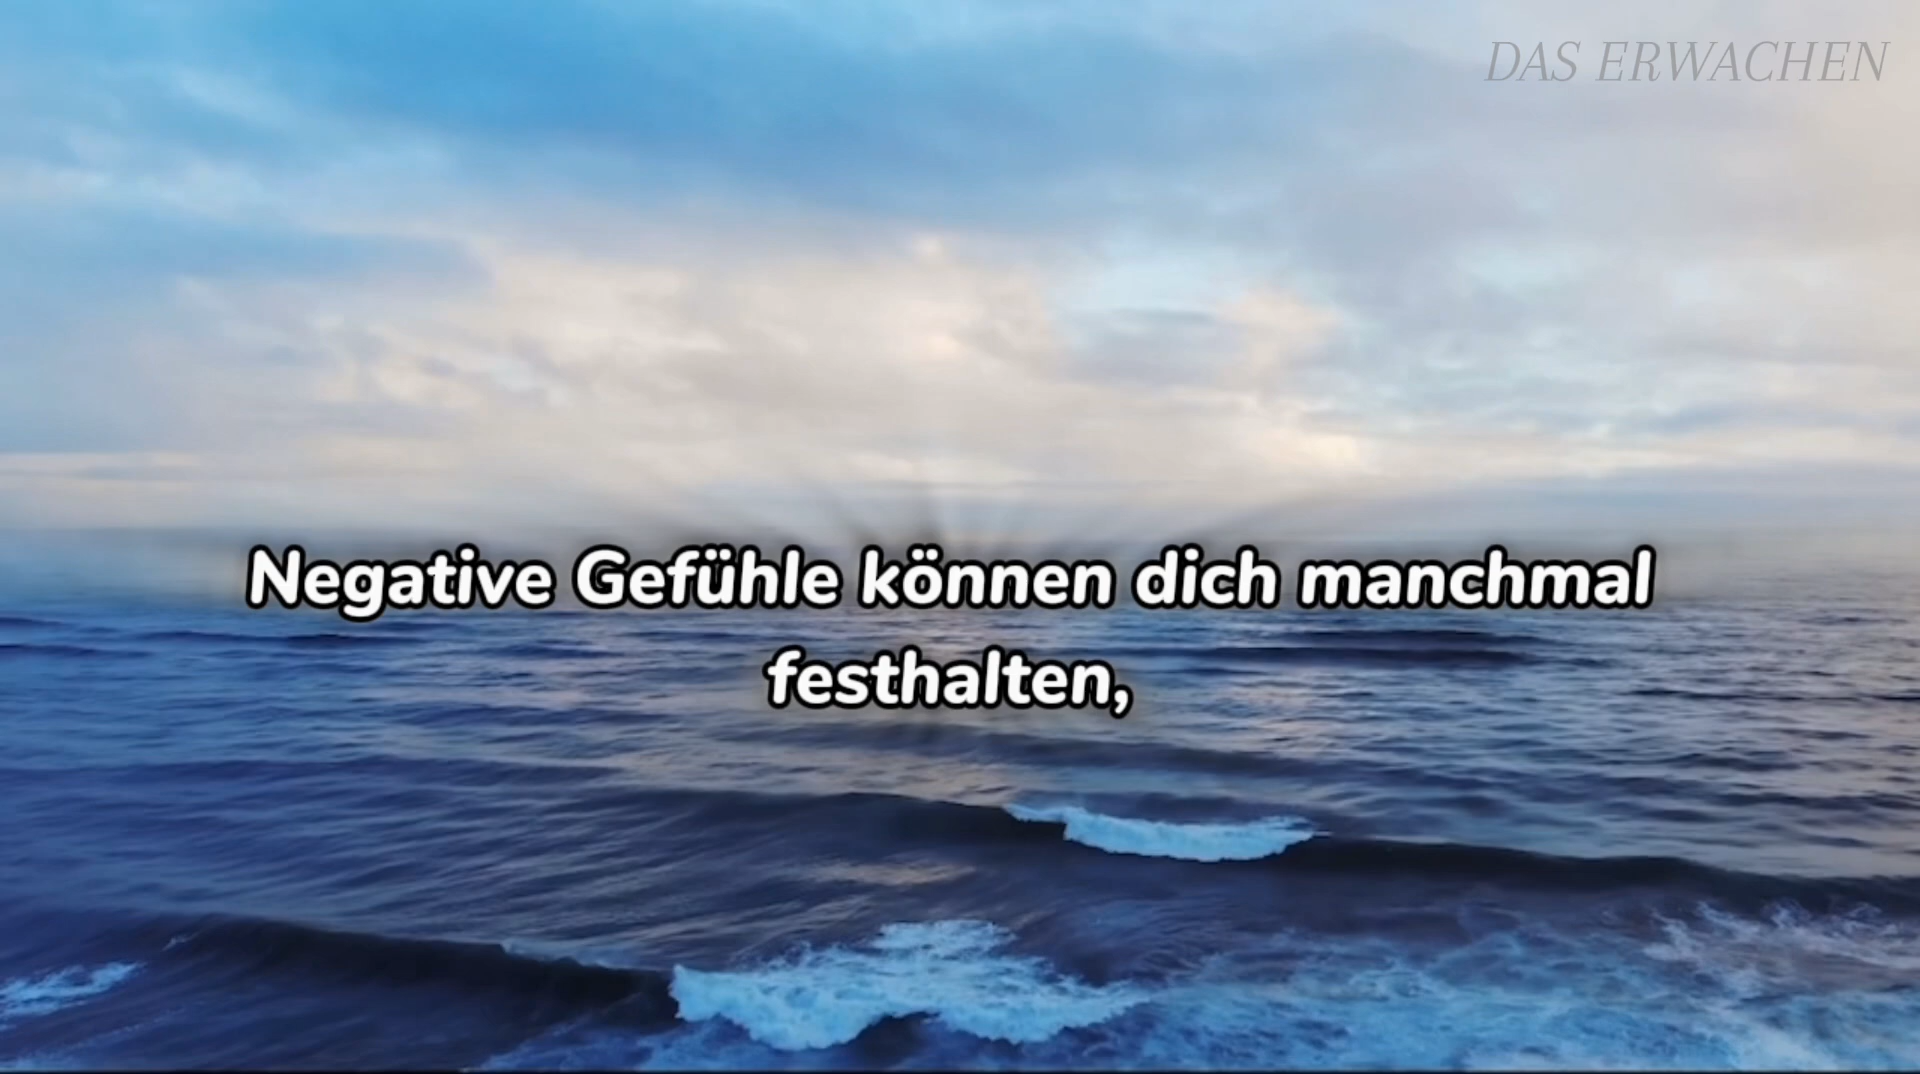 DAS ERWACHEN
Negative Gefühle können dich manchmal
festhalten,